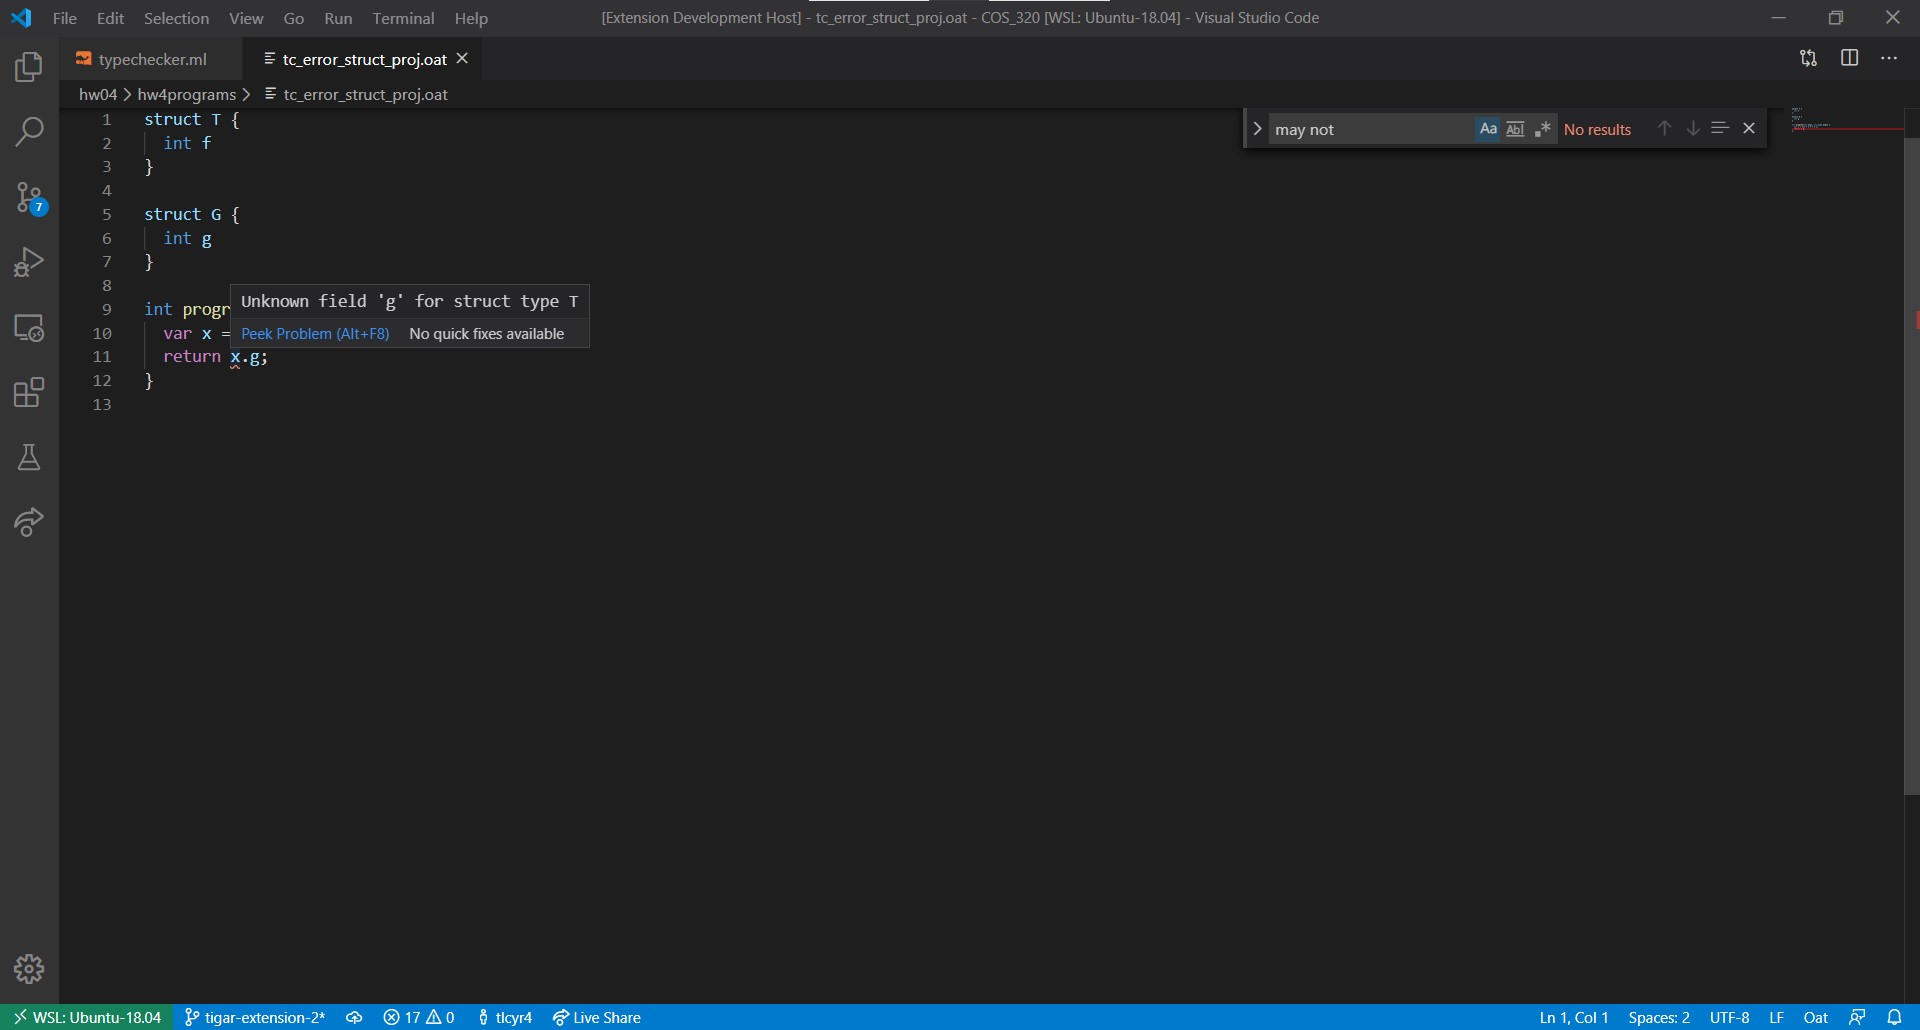 File Edit Selection View Go Run Terminal Help
[Extension Development Host] - tc_error_struct_proj.oat - COS_320 [WSL: Ubuntu-18.04] - Visual Studio Code
typechecker.ml
tc_error_struct_proj.oat
hw04 > hw4programs > tc_error_struct_proj.oat
may not Aa Abl .* No results
1 struct T {
2 int f
3 }
4
5 struct G {
6 int g
7 }
8
Unknown field 'g' for struct type T
9 int progr
Peek Problem (Alt+F8) No quick fixes available
10 var x =
11 return x.g;
12 }
13
7
WSL: Ubuntu-18.04 tigar-extension-2* 17 0 tlcyr4 Live Share
Ln 1, Col 1 Spaces: 2 UTF-8 LF Oat